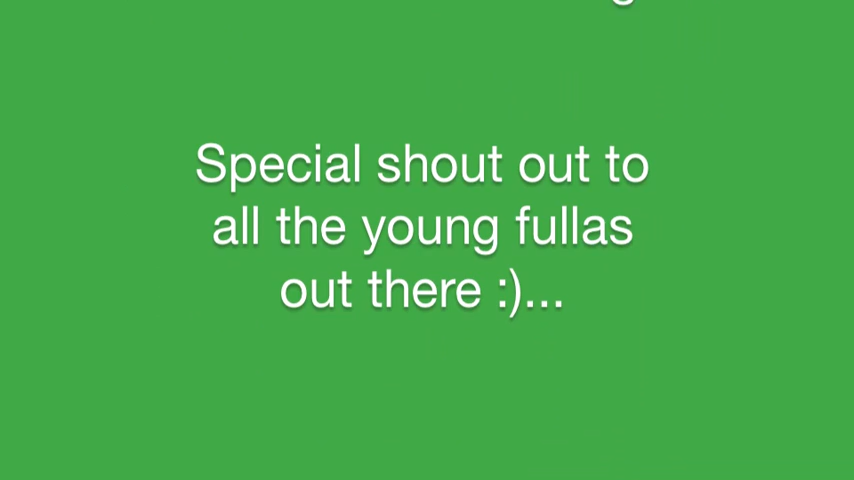 Special shout out to
all the young fullas
out there :)...